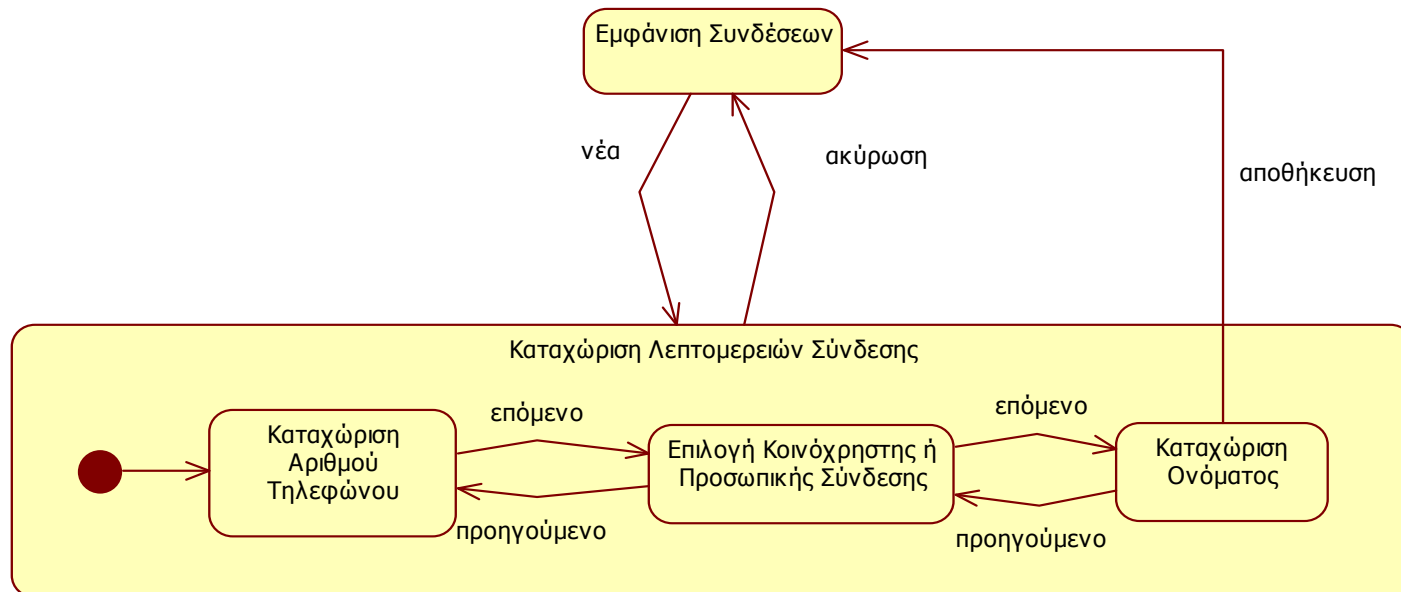 Εμφάνιση Συνδέσεων
νέα
ακύρωση
αποθήκευση
Καταχώριση Λεπτομερειών Σύνδεσης
επόμενο
επόμενο
Καταχώριση
Αριθμού
Τηλεφώνου
Επιλογή Κοινόχρηστης ή
Προσωπικής Σύνδεσης
Καταχώριση
Ονόματος
προηγούμενο
προηγούμενο